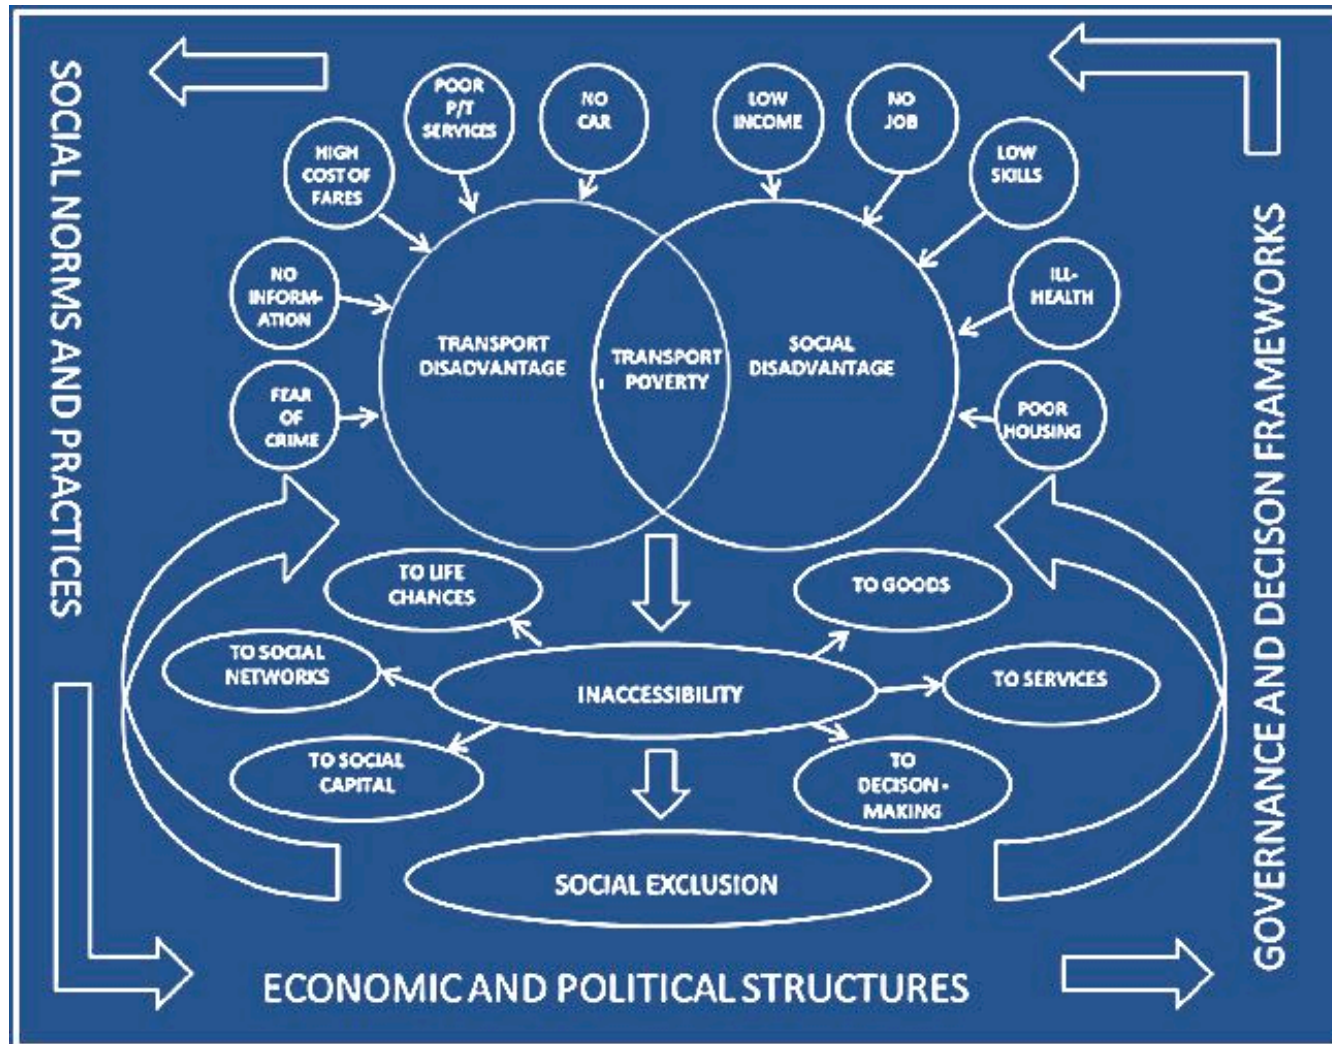 SOCIAL NORMS AND PRACTICES
POOR
P/T
SERVICES
NO
CAR
LOW
INCOME
NO
JOB
HIGH
COST OF
FARES
LOW
SKILLS
NO
INFORM-
ATION
ILL-
HEALTH
FEAR
OF
CRIME
POOR
HOUSING
TRANSPORT
DISADVANTAGE
TRANSPORT
POVERTY
SOCIAL
DISADVANTAGE
TO LIFE
CHANCES
TO GOODS
TO SOCIAL
NETWORKS
INACCESSIBILITY
TO SERVICES
TO SOCIAL
CAPITAL
TO
DECISON-
MAKING
SOCIAL EXCLUSION
ECONOMIC AND POLITICAL STRUCTURES
GOVERNANCE AND DECISON FRAMEWORKS